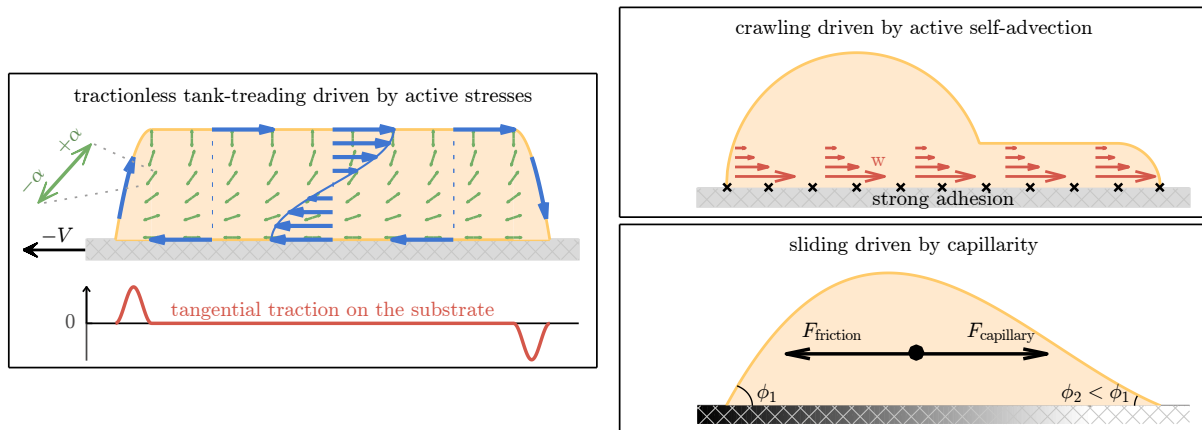 tractionless tank-treading driven by active stresses
+α
−α
−V
0
tangential traction on the substrate
crawling driven by active self-advection
w
strong adhesion
sliding driven by capillarity
F_friction
F_capillary
ϕ₁
ϕ₂ < ϕ₁